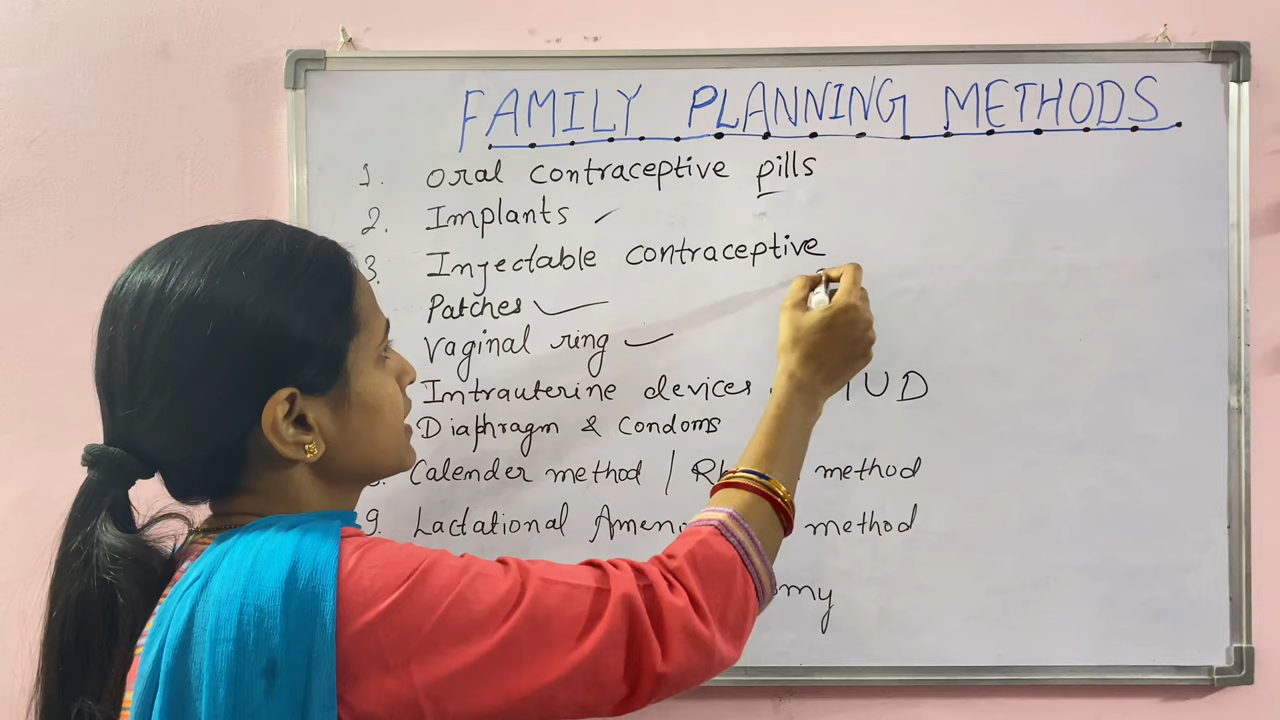 FAMILY PLANNING METHODS
1. Oral contraceptive pills
2. Implants
3. Injectable contraceptive
Patches
Vaginal ring
Intrauterine devices IUD
Diaphragm & condoms
Calender method / method
9. Lactational method